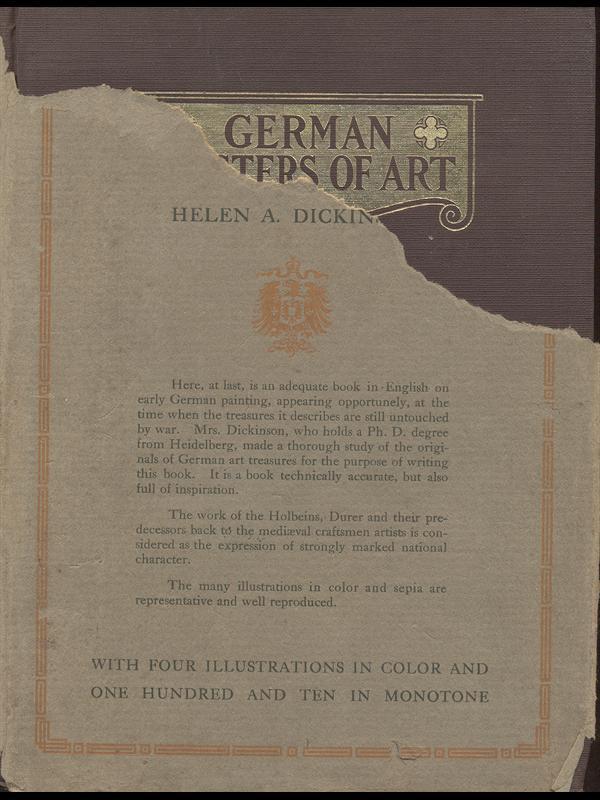 GERMAN
STERS OF ART
HELEN A. DICKIN
Here, at last, is an adequate book in English on
early German painting, appearing opportunely, at the
time when the treasures it describes are still untouched
by war. Mrs. Dickinson, who holds a Ph. D. degree
from Heidelberg, made a thorough study of the origi-
nals of German art treasures for the purpose of writing
this book. It is a book technically accurate, but also
full of inspiration.
The work of the Holbeins, Durer and their pre-
decessors back to the mediæval craftsmen artists is con-
sidered as the expression of strongly marked national
character.
The many illustrations in color and sepia are
representative and well reproduced.
WITH FOUR ILLUSTRATIONS IN COLOR AND
ONE HUNDRED AND TEN IN MONOTONE